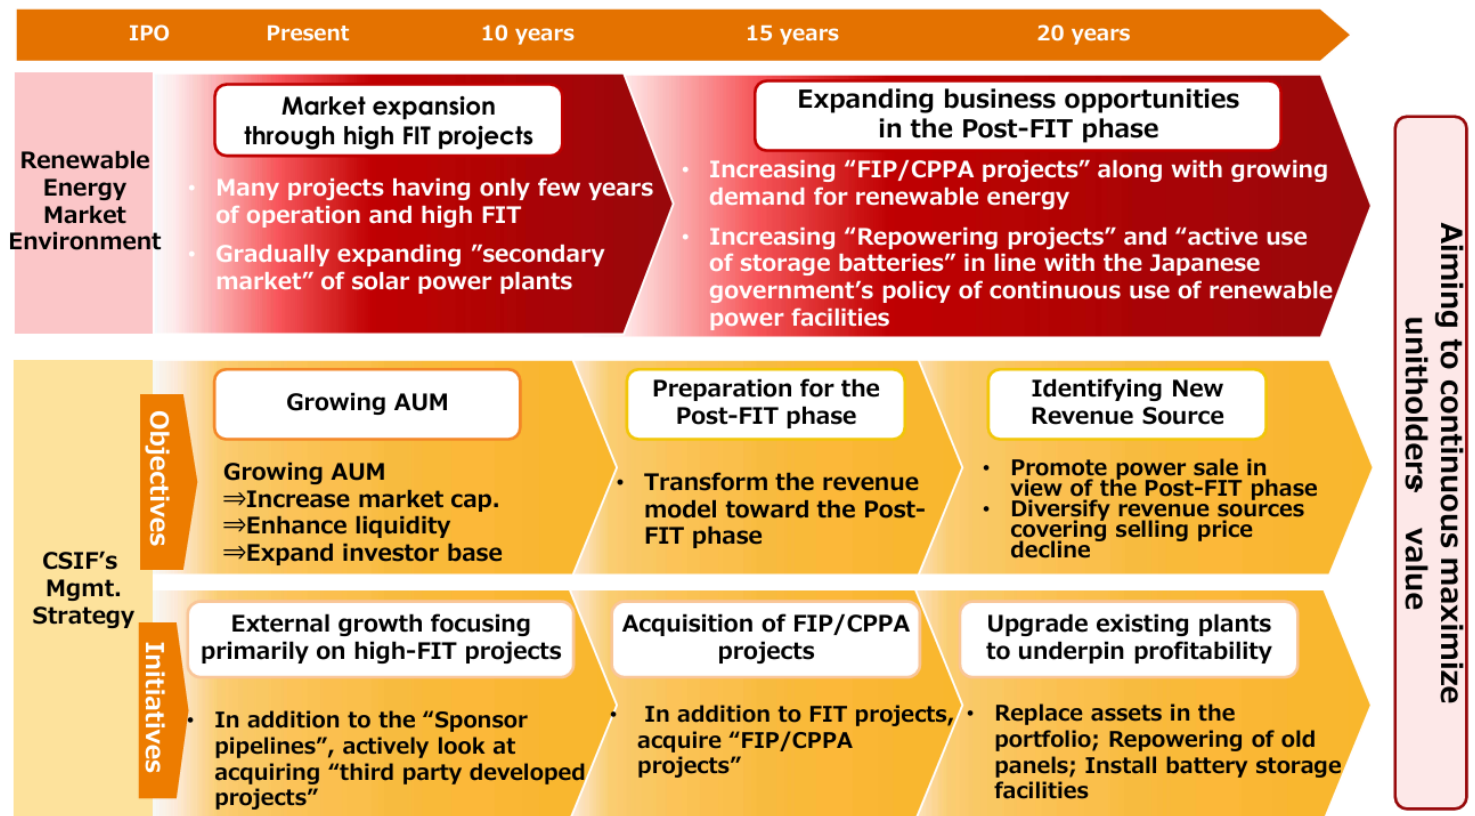 IPO Present 10 years 15 years 20 years
Renewable
Energy
Market
Environment
Market expansion
through high FIT projects
• Many projects having only few years
of operation and high FIT
• Gradually expanding ”secondary
market” of solar power plants
Expanding business opportunities
in the Post-FIT phase
• Increasing “FIP/CPPA projects” along with growing
demand for renewable energy
• Increasing “Repowering projects” and “active use
of storage batteries” in line with the Japanese
government’s policy of continuous use of renewable
power facilities
CSIF’s
Mgmt.
Strategy
Objectives
Growing AUM
Growing AUM
⇒Increase market cap.
⇒Enhance liquidity
⇒Expand investor base
Preparation for the
Post-FIT phase
• Transform the revenue
model toward the Post-
FIT phase
Identifying New
Revenue Source
• Promote power sale in
view of the Post-FIT phase
• Diversify revenue sources
covering selling price
decline
Initiatives
External growth focusing
primarily on high-FIT projects
• In addition to the “Sponsor
pipelines”, actively look at
acquiring “third party developed
projects”
Acquisition of FIP/CPPA
projects
• In addition to FIT projects,
acquire “FIP/CPPA
projects”
Upgrade existing plants
to underpin profitability
• Replace assets in the
portfolio; Repowering of old
panels; Install battery storage
facilities
Aiming to continuous maximize
unitholders’ value